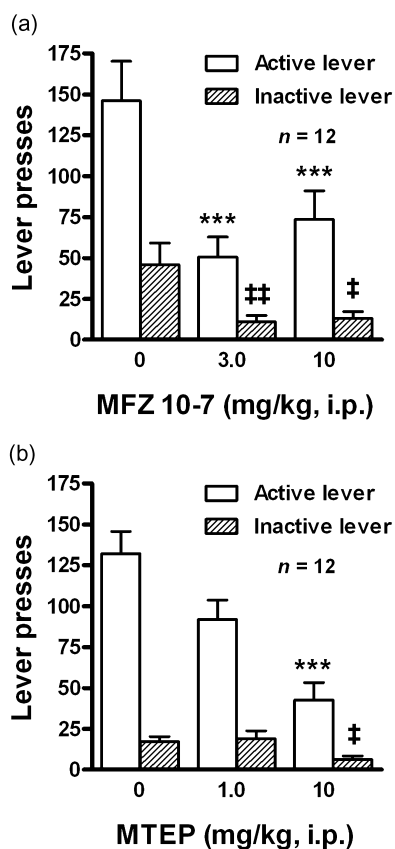 (a)
175
150
125
100
75
50
25
0
Lever presses
Active lever
Inactive lever
n = 12
***
***
‡‡
‡
0 3.0 10
MFZ 10-7 (mg/kg, i.p.)
(b)
175
150
125
100
75
50
25
0
Lever presses
Active lever
Inactive lever
n = 12
***
‡
0 1.0 10
MTEP (mg/kg, i.p.)